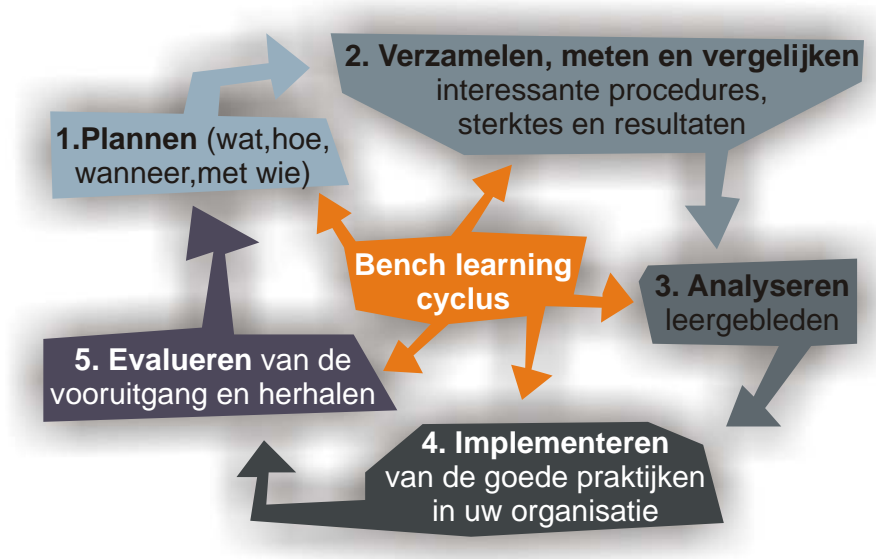 1.Plannen (wat,hoe,
wanneer,met wie)
2. Verzamelen, meten en vergelijken
interessante procedures,
sterktes en resultaten
3. Analyseren
leergebleden
4. Implementeren
van de goede praktijken
in uw organisatie
5. Evalueren van de
vooruitgang en herhalen
Bench learning
cyclus